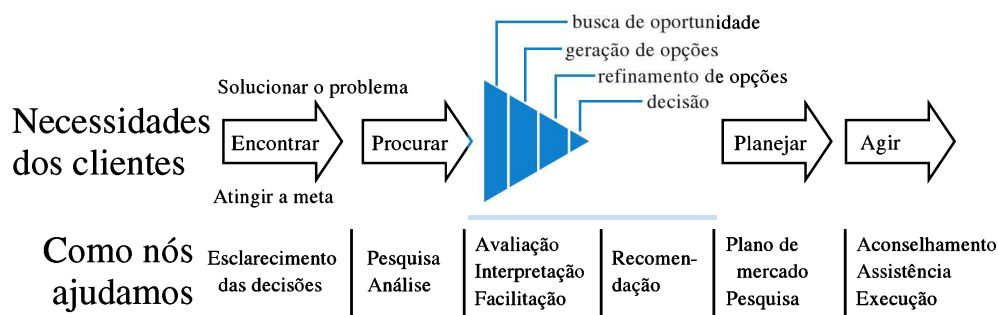 busca de oportunidade
geração de opções
refinamento de opções
decisão
Necessidades
dos clientes
Solucionar o problema
Encontrar
Atingir a meta
Procurar
Planejar
Agir
Como nós
ajudamos
Esclarecimento
das decisões
Pesquisa
Análise
Avaliação
Interpretação
Facilitação
Recomen-
dação
Plano de
mercado
Pesquisa
Aconselhamento
Assistência
Execução